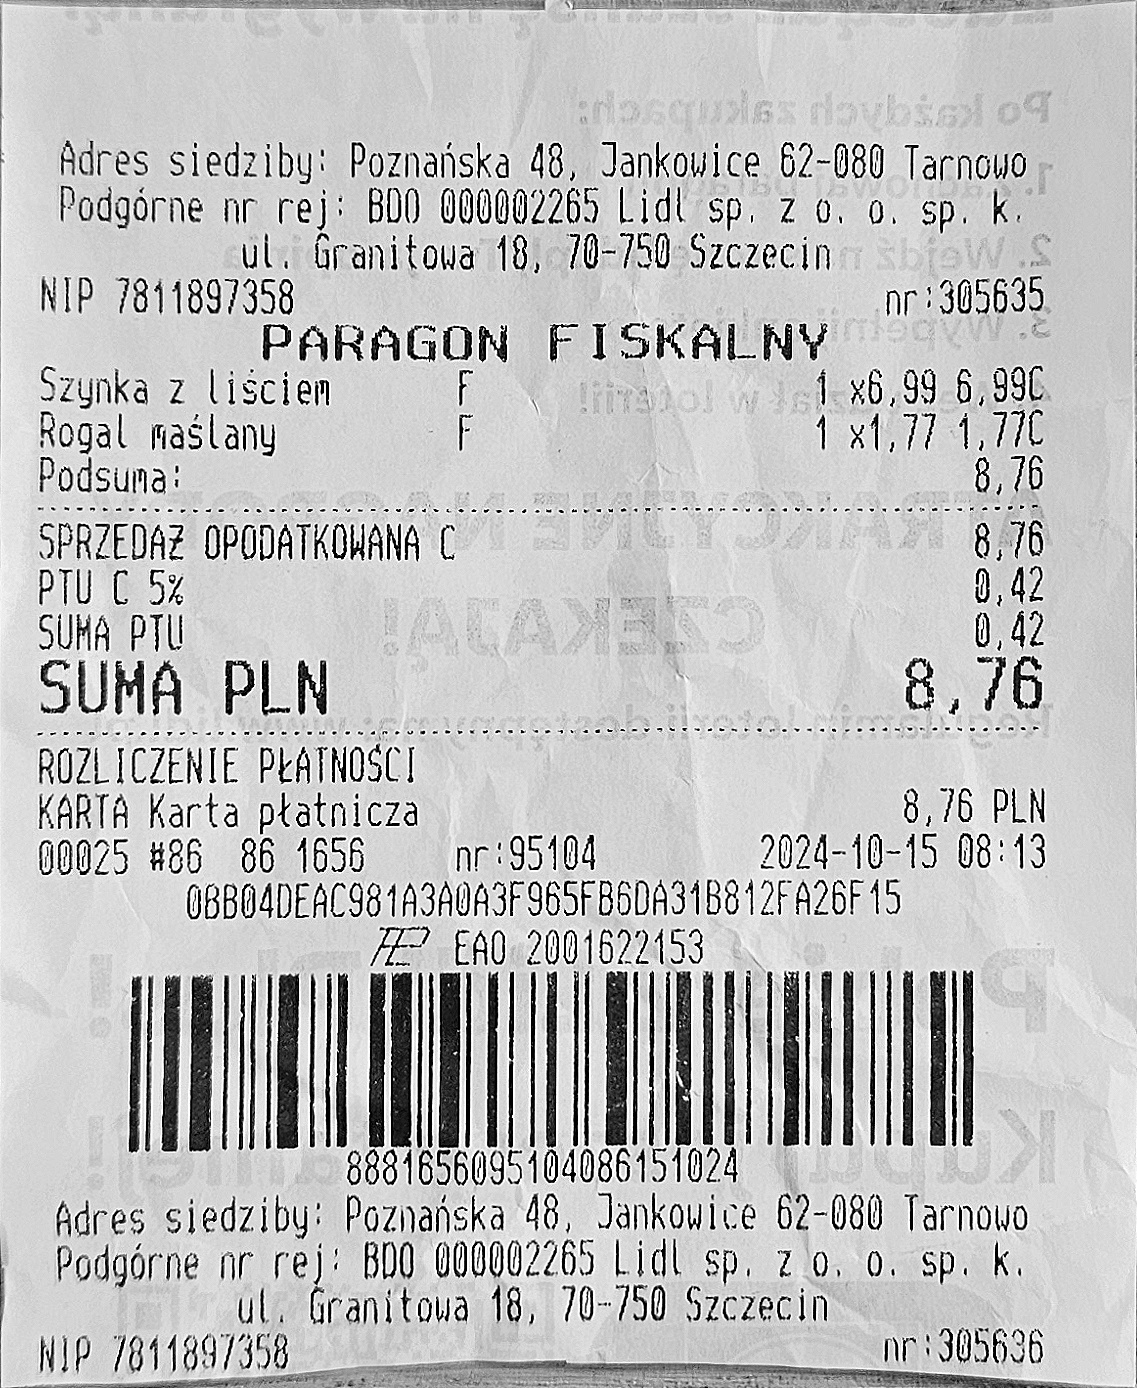 Adres siedziby: Poznańska 48, Jankowice 62-080 Tarnowo
Podgórne nr rej: BDO 000002265 Lidl sp. z o. o. sp. k.
ul. Granitowa 18, 70-750 Szczecin
NIP 7811897358 nr:305635
PARAGON FISKALNY
Szynka z liściem F 1 x6,99 6,99C
Rogal maślany F 1 x1,77 1,77C
Podsuma: 8,76
SPRZEDAŻ OPODATKOWANA C 8,76
PTU C 5% 0,42
SUMA PTU 0,42
SUMA PLN 8,76
ROZLICZENIE PŁATNOŚCI
KARTA Karta płatnicza 8,76 PLN
00025 #86 86 1656 nr:95104 2024-10-15 08:13
0BB04DEAC981A3A0A3F965FB6DA31B812FA26F15
EAO 2001622153
8881656095104086151024
Adres siedziby: Poznańska 48, Jankowice 62-080 Tarnowo
Podgórne nr rej: BDO 000002265 Lidl sp. z o. o. sp. k.
ul. Granitowa 18, 70-750 Szczecin
NIP 7811897358 nr:305636